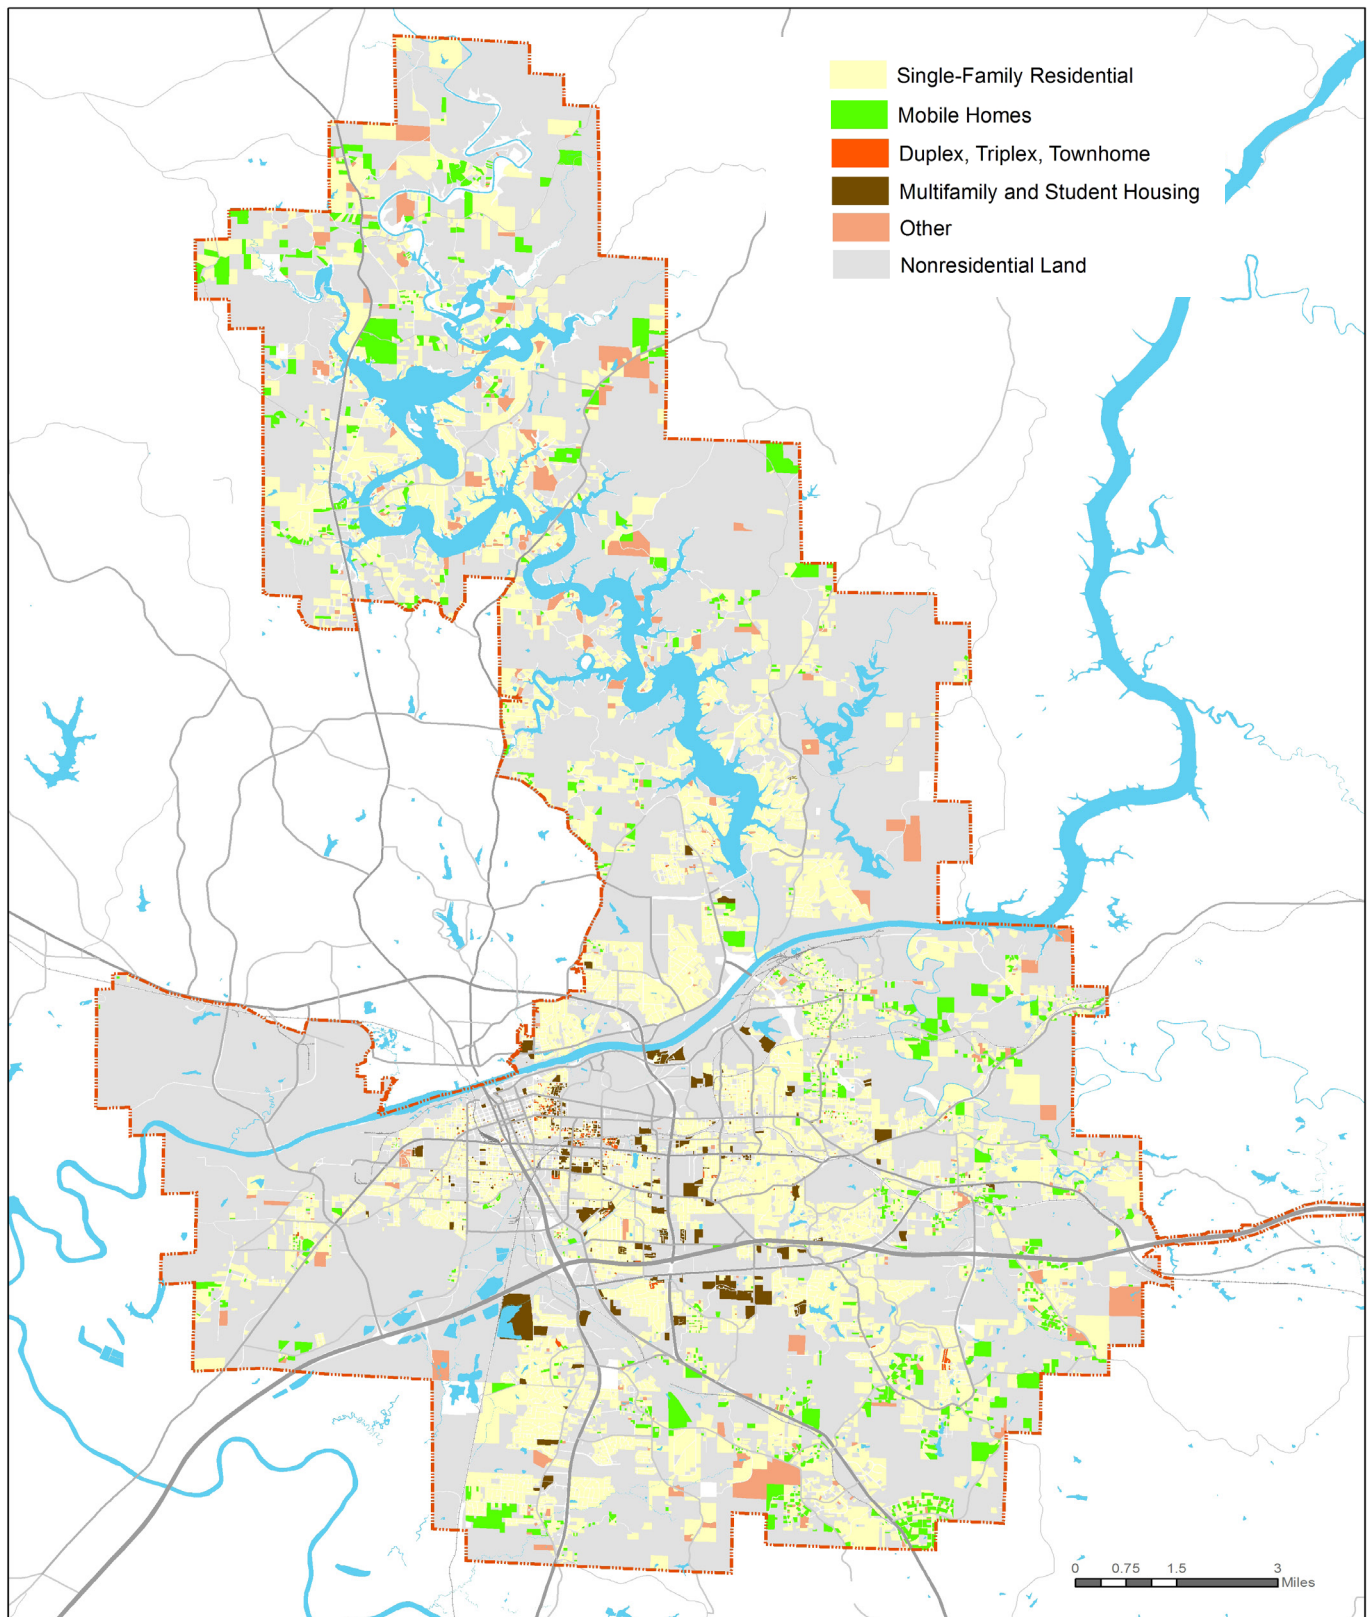 Single-Family Residential
Mobile Homes
Duplex, Triplex, Townhome
Multifamily and Student Housing
Other
Nonresidential Land
0 0.75 1.5 3
Miles